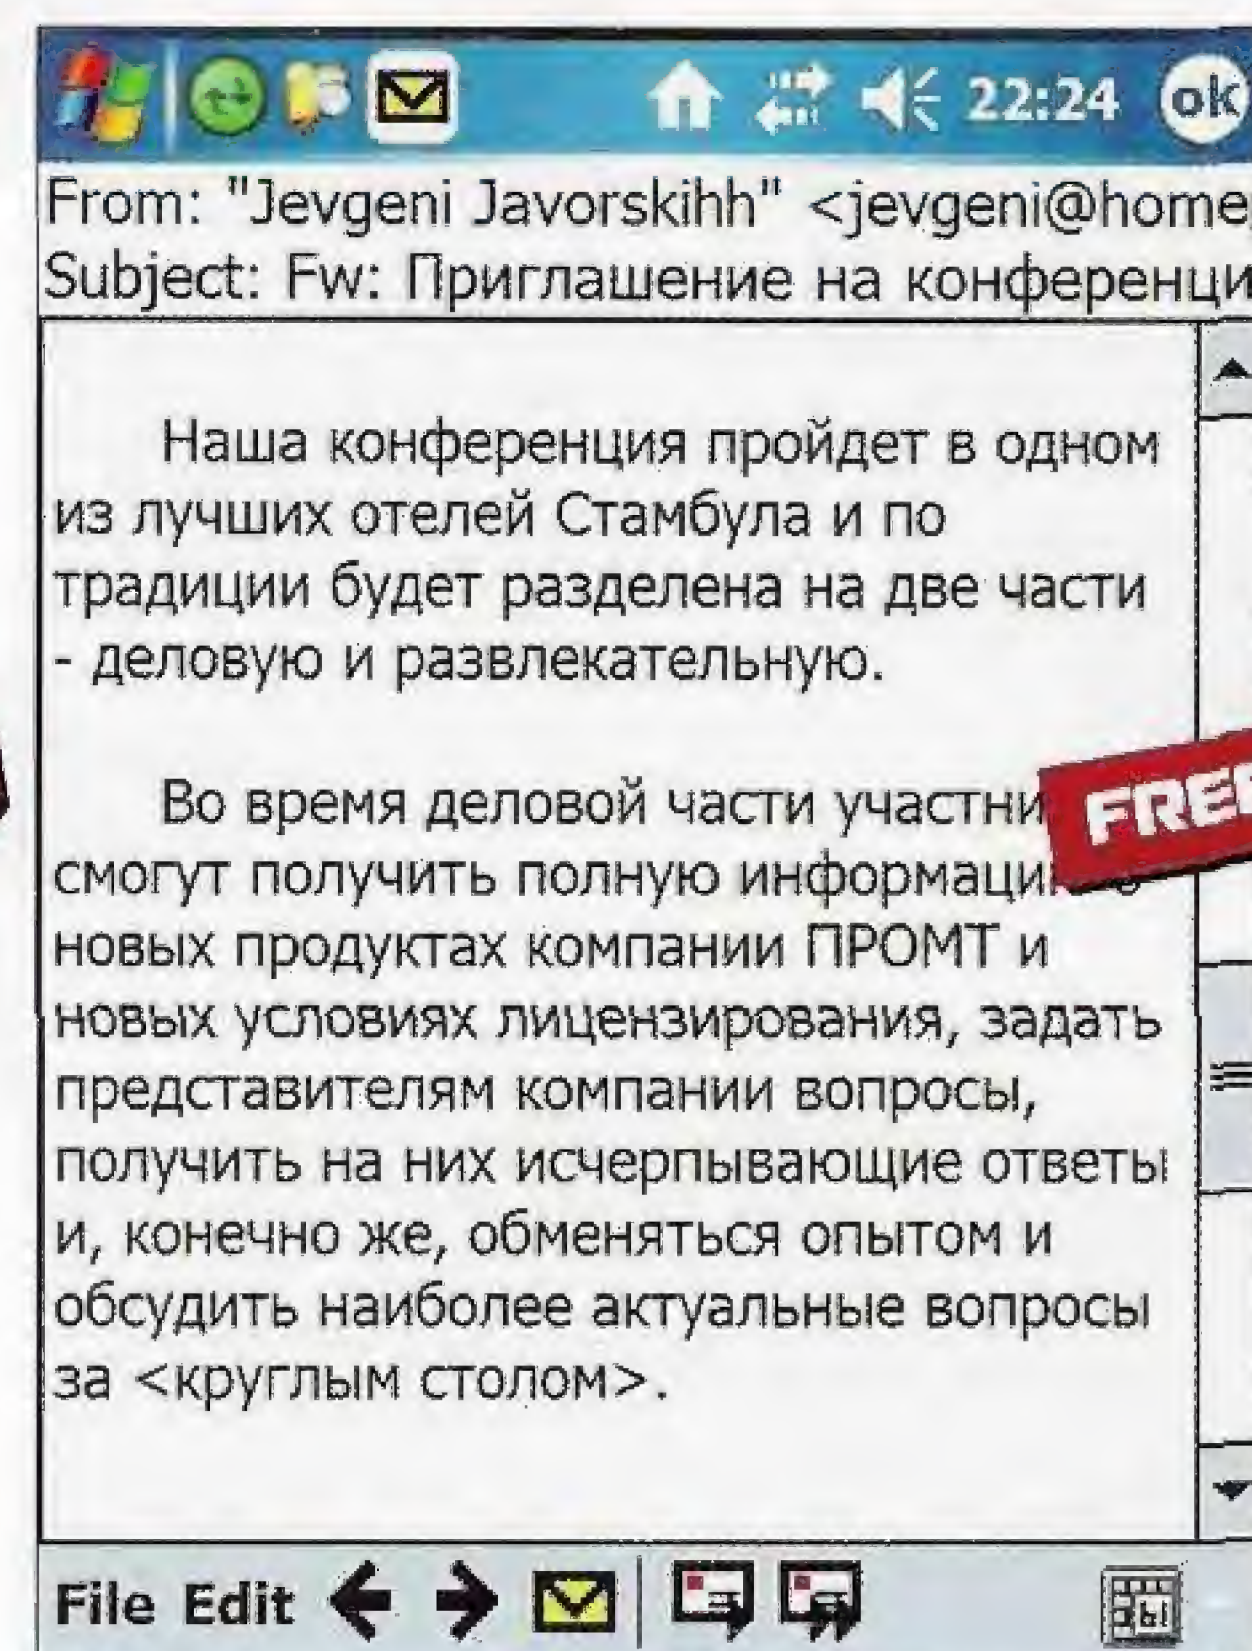 22:24 ok
From: "Jevgeni Javorskihh" <jevgeni@home
Subject: Fw: Приглашение на конференци
Наша конференция пройдет в одном
из лучших отелей Стамбула и по
традиции будет разделена на две части
- деловую и развлекательную.
Во время деловой части участни
FREE
смогут получить полную информаци
новых продуктах компании ПРОМТ и
новых условиях лицензирования, задать
представителям компании вопросы,
получить на них исчерпывающие ответы
и, конечно же, обменяться опытом и
обсудить наиболее актуальные вопросы
за <круглым столом>.
File Edit